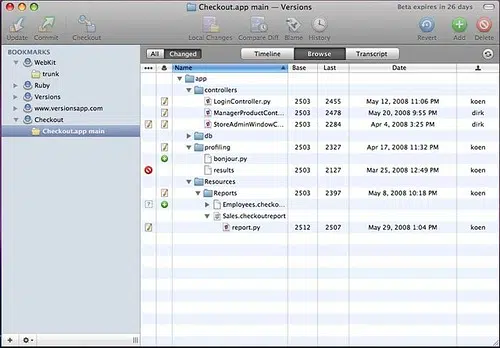 Checkout.app main — Versions
Beta expires in 26 days
Update Commit Checkout Local Changes Compare Diff Blame History Revert Add Delete
BOOKMARKS
WebKit
trunk
Ruby
Versions
www.versionsapp.com
Checkout
Checkout.app main
All Changed Timeline Browse Transcript
Name Base Last Date
app
controllers
LoginController.py 2503 2455 May 12, 2008 11:06 PM koen
ManagerProductCont... 2503 2478 May 20, 2008 9:55 PM dirk
StoreAdminWindowC... 2503 2284 Apr 4, 2008 3:25 PM dirk
db
profiling 2503 2327 Apr 17, 2008 11:32 PM koen
bonjour.py
results 2503 2127 Mar 25, 2008 12:49 PM koen
Resources
Reports 2503 2397 May 8, 2008 10:18 PM koen
Employees.checko...
Sales.checkoutreport
report.py 2512 2507 May 29, 2008 1:04 PM koen